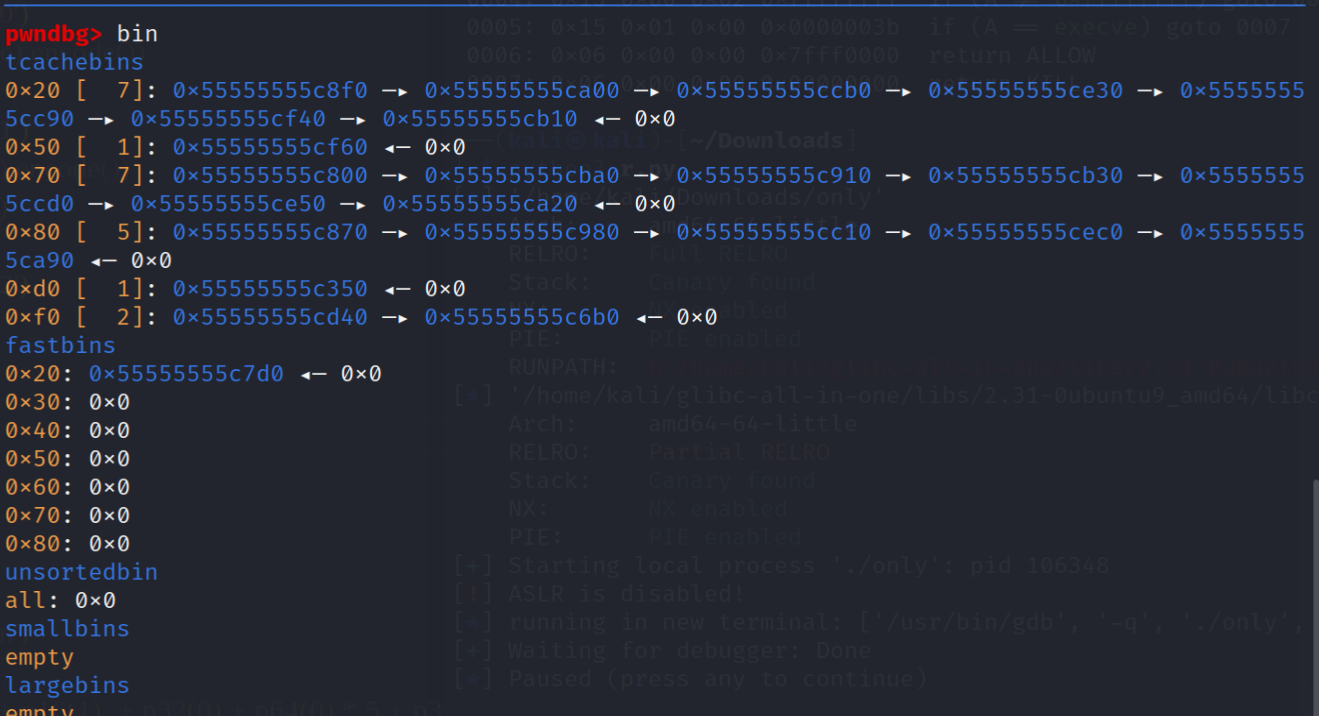 pwndbg> bin
tcachebins
0×20 [  7]: 0×55555555c8f0 —▸ 0×55555555ca00 —▸ 0×55555555ccb0 —▸ 0×55555555ce30 —▸ 0×5555555
5cc90 —▸ 0×55555555cf40 —▸ 0×55555555cb10 ◂— 0×0
0×50 [  1]: 0×55555555cf60 ◂— 0×0
0×70 [  7]: 0×55555555c800 —▸ 0×55555555cba0 —▸ 0×55555555c910 —▸ 0×55555555cb30 —▸ 0×5555555
5ccd0 —▸ 0×55555555ce50 —▸ 0×55555555ca20 ◂— 0×0
0×80 [  5]: 0×55555555c870 —▸ 0×55555555c980 —▸ 0×55555555cc10 —▸ 0×55555555cec0 —▸ 0×5555555
5ca90 ◂— 0×0
0×d0 [  1]: 0×55555555c350 ◂— 0×0
0×f0 [  2]: 0×55555555cd40 —▸ 0×55555555c6b0 ◂— 0×0
fastbins
0×20: 0×55555555c7d0 ◂— 0×0
0×30: 0×0
0×40: 0×0
0×50: 0×0
0×60: 0×0
0×70: 0×0
0×80: 0×0
unsortedbin
all: 0×0
smallbins
empty
largebins
empty
0005: 0×15 0×01 0×00 0×0000003b  if (A == execve) goto 0007
0006: 0×06 0×00 0×00 0×7fff0000  return ALLOW
(kali㉿kali)-[~/Downloads]
/home/kali/Downloads/only'
amd64-64-little
RELRO:    Full RELRO
Stack:    Canary found
NX:       NX enabled
PIE:      PIE enabled
RUNPATH:
[*] '/home/kali/glibc-all-in-one/libs/2.31-0ubuntu9_amd64/libc
Arch:     amd64-64-little
RELRO:    Partial RELRO
Stack:    Canary found
NX:       NX enabled
PIE:      PIE enabled
[+] Starting local process './only': pid 106348
[!] ASLR is disabled!
[*] running in new terminal: ['/usr/bin/gdb', '-q', './only',
[+] Waiting for debugger: Done
[*] Paused (press any to continue)